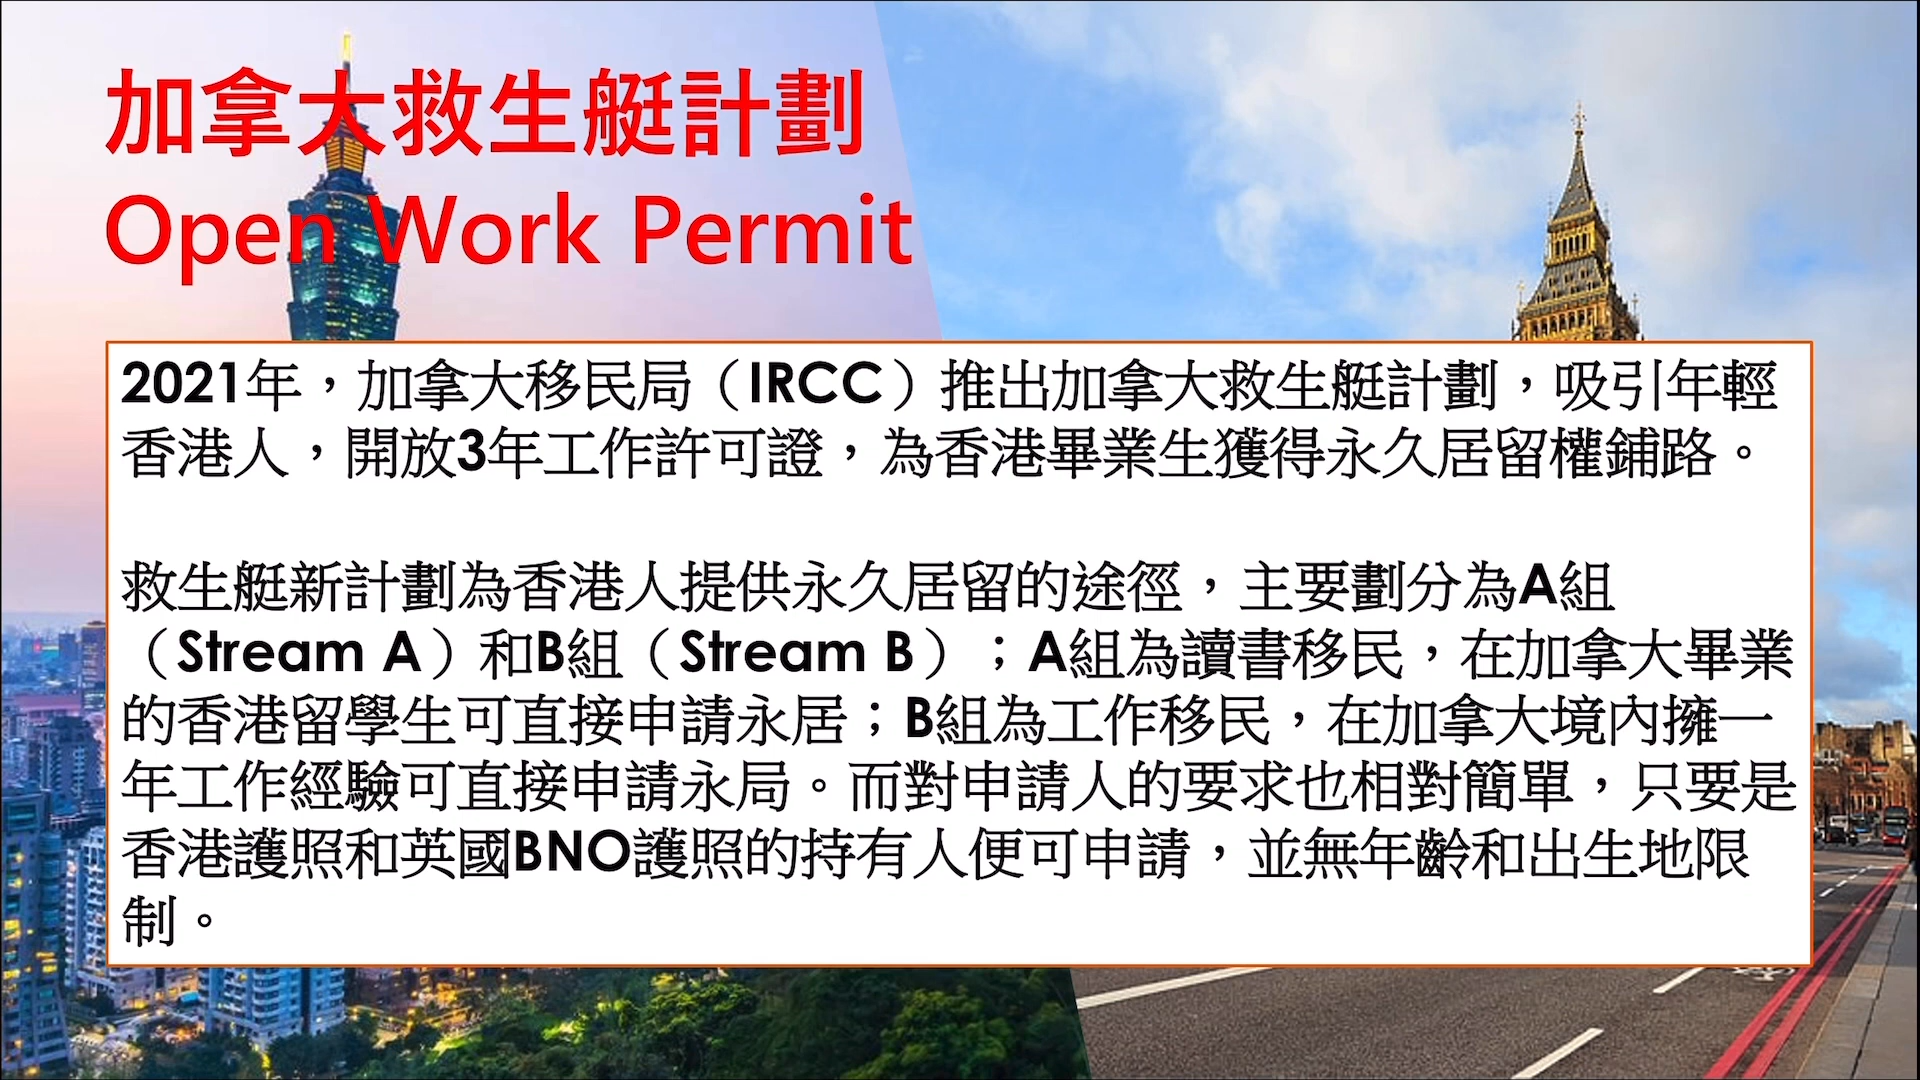 加拿大救生艇計劃
Open Work Permit
2021年，加拿大移民局（IRCC）推出加拿大救生艇計劃，吸引年輕
香港人，開放3年工作許可證，為香港畢業生獲得永久居留權鋪路。
救生艇新計劃為香港人提供永久居留的途徑，主要劃分為A組
（Stream A）和B組（Stream B）；A組為讀書移民，在加拿大畢業
的香港留學生可直接申請永居；B組為工作移民，在加拿大境內擁一
年工作經驗可直接申請永局。而對申請人的要求也相對簡單，只要是
香港護照和英國BNO護照的持有人便可申請，並無年齡和出生地限
制。